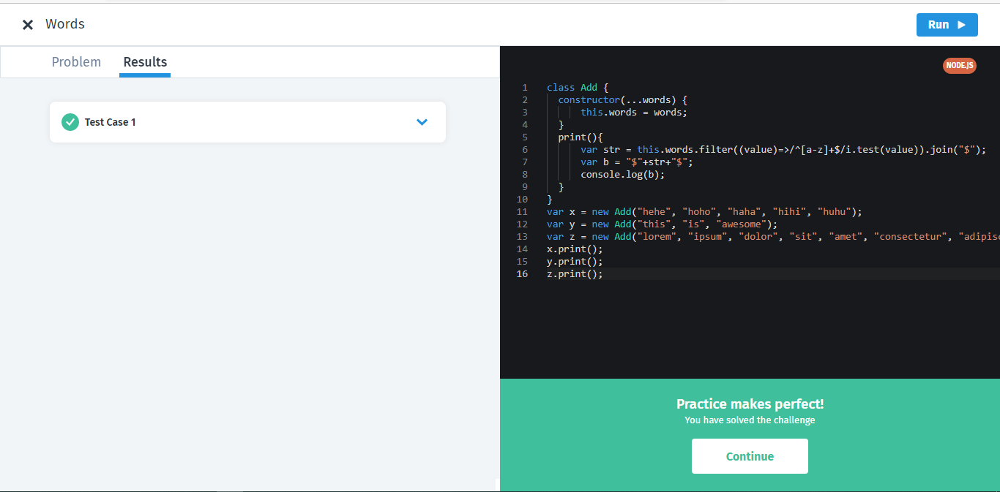 Words
Run
Problem
Results
Test Case 1
NODEJS
1 class Add {
2 constructor(...words) {
3 this.words = words;
4 }
5 print(){
6 var str = this.words.filter((value)=>/^[a-z]+$/i.test(value)).join("$");
7 var b = "$"+str+"$";
8 console.log(b);
9 }
10 }
11 var x = new Add("hehe", "hoho", "haha", "hihi", "huhu");
12 var y = new Add("this", "is", "awesome");
13 var z = new Add("lorem", "ipsum", "dolor", "sit", "amet", "consectetur", "adipisc
14 x.print();
15 y.print();
16 z.print();
Practice makes perfect!
You have solved the challenge
Continue